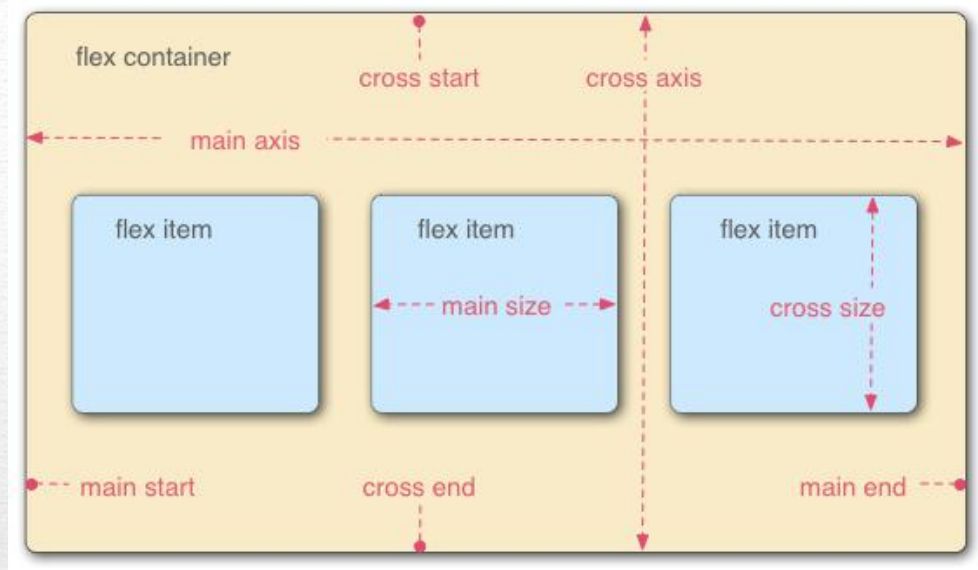 flex container
cross start
cross axis
main axis
flex item
flex item
flex item
main size
cross size
main start
cross end
main end